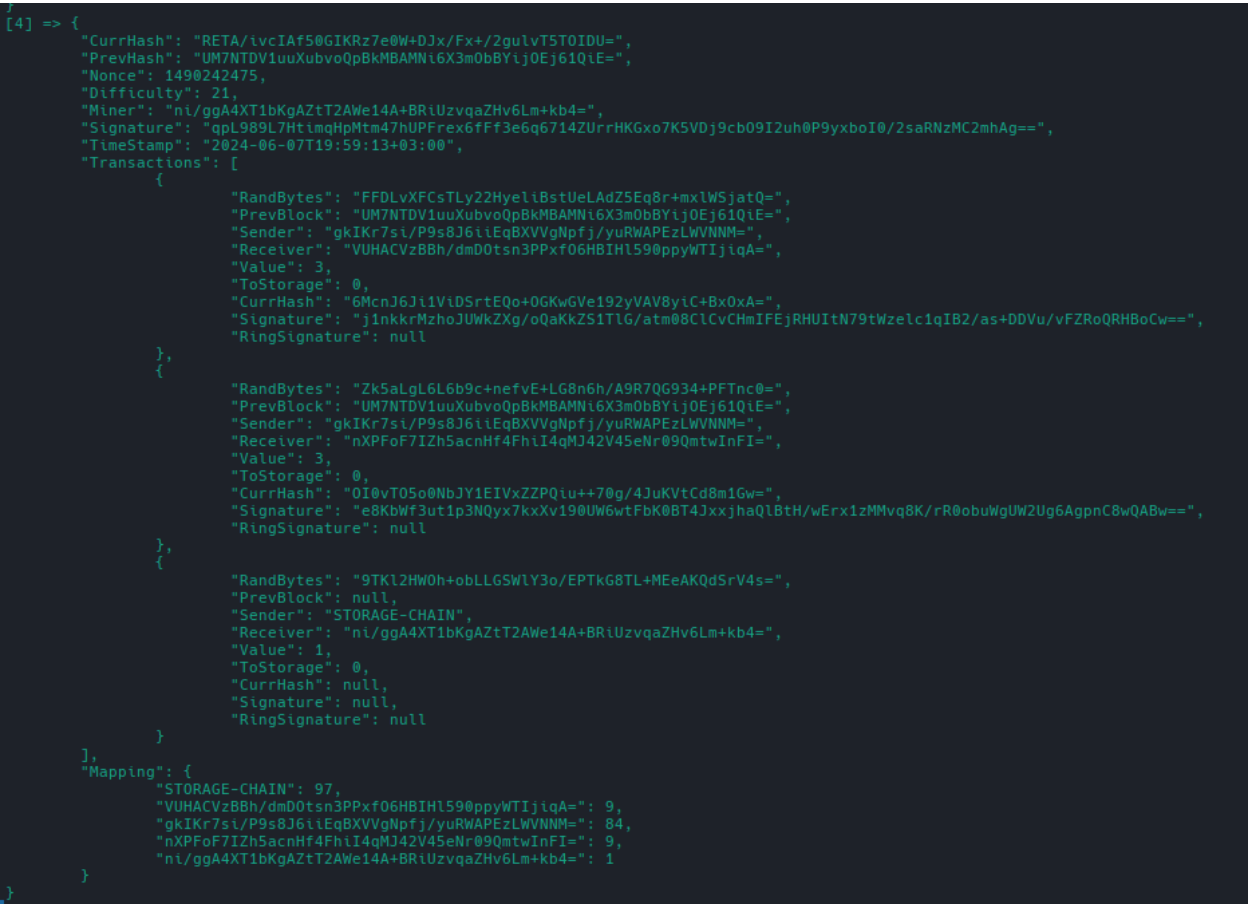 }
[4] => {
"CurrHash": "RETA/ivcIAf50GIKRz7e0W+DJx/Fx+/2gulvT5TOIDU=",
"PrevHash": "UM7NTDV1uuXubvoQpBkMBAMNi6X3mObBYijOEj61QiE=",
"Nonce": 1490242475,
"Difficulty": 21,
"Miner": "ni/ggA4XT1bKgAZtT2AWe14A+BRiUzvqaZHv6Lm+kb4=",
"Signature": "qpL989L7HtimqHpMtm47hUPFrex6fFf3e6q6714ZUrrHKGxo7K5VDj9cbO9I2uh0P9yxboI0/2saRNzMC2mhAg==",
"TimeStamp": "2024-06-07T19:59:13+03:00",
"Transactions": [
{
"RandBytes": "FFDLvXFCsTLy22HyeliBstUeLAdZ5Eq8r+mxlWSjatQ=",
"PrevBlock": "UM7NTDV1uuXubvoQpBkMBAMNi6X3mObBYijOEj61QiE=",
"Sender": "gkIKr7si/P9s8J6iiEqBXVVgNpfj/yuRWAPEzLWVNNM=",
"Receiver": "VUHACVzBBh/dmDOtsn3PPxfO6HBIHl590ppyWTIjiqA=",
"Value": 3,
"ToStorage": 0,
"CurrHash": "6McnJ6Ji1ViDSrtEQo+OGKwGVe192yVAV8yiC+BxOxA=",
"Signature": "j1nkkrMzhoJUWkZXg/oQaKkZS1TlG/atm08ClCvCHmIFEjRHUItN79tWzelc1qIB2/as+DDVu/vFZRoQRHBoCw==",
"RingSignature": null
},
{
"RandBytes": "Zk5aLgL6L6b9c+nefvE+LG8n6h/A9R7QG934+PFTnc0=",
"PrevBlock": "UM7NTDV1uuXubvoQpBkMBAMNi6X3mObBYijOEj61QiE=",
"Sender": "gkIKr7si/P9s8J6iiEqBXVVgNpfj/yuRWAPEzLWVNNM=",
"Receiver": "nXPFoF7IZh5acnHf4FhiI4qMJ42V45eNr09QmtwInFI=",
"Value": 3,
"ToStorage": 0,
"CurrHash": "OI0vTO5o0NbJY1EIVxZZPQiu++70g/4JuKVtCd8m1Gw=",
"Signature": "e8KbWf3ut1p3NQyx7kxXv190UW6wtFbK0BT4JxxjhaQlBtH/wErx1zMMvq8K/rR0obuWgUW2Ug6AgpnC8wQABw==",
"RingSignature": null
},
{
"RandBytes": "9TKl2HWOh+obLLGSWlY3o/EPTkG8TL+MEeAKQdSrV4s=",
"PrevBlock": null,
"Sender": "STORAGE-CHAIN",
"Receiver": "ni/ggA4XT1bKgAZtT2AWe14A+BRiUzvqaZHv6Lm+kb4=",
"Value": 1,
"ToStorage": 0,
"CurrHash": null,
"Signature": null,
"RingSignature": null
}
],
"Mapping": {
"STORAGE-CHAIN": 97,
"VUHACVzBBh/dmDOtsn3PPxfO6HBIHl590ppyWTIjiqA=": 9,
"gkIKr7si/P9s8J6iiEqBXVVgNpfj/yuRWAPEzLWVNNM=": 84,
"nXPFoF7IZh5acnHf4FhiI4qMJ42V45eNr09QmtwInFI=": 9,
"ni/ggA4XT1bKgAZtT2AWe14A+BRiUzvqaZHv6Lm+kb4=": 1
}
}